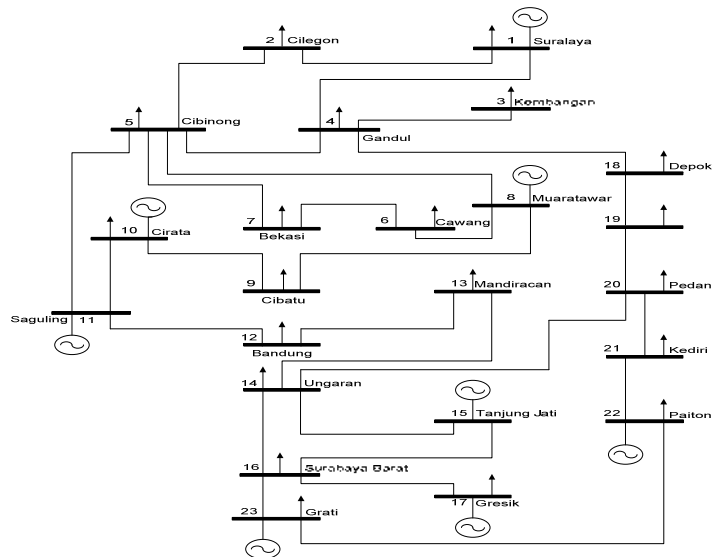 2 Cilegon
1 Suralaya
3 Kembangan
5 Cibinong
4 Gandul
18 Depok
8 Muaratawar
10 Cirata
7 Bekasi
6 Cawang
19
13 Mandiracan
20 Pedan
9 Cibatu
Saguling 11
12 Bandung
21 Kediri
14 Ungaran
15 Tanjung Jati
22 Paiton
16 Surabaya Barat
17 Gresik
23 Grati